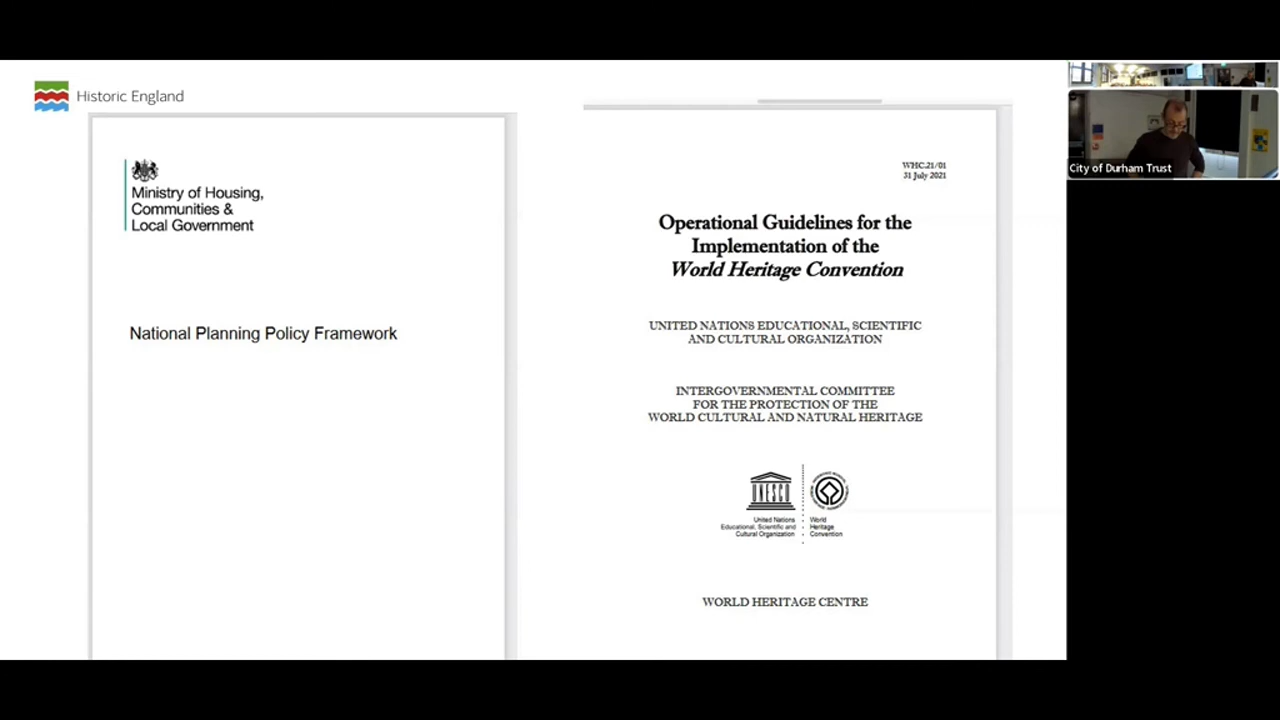 Historic England
Ministry of Housing,
Communities &
Local Government
National Planning Policy Framework
WHC.21/01
31 July 2021
Operational Guidelines for the
Implementation of the
World Heritage Convention
UNITED NATIONS EDUCATIONAL, SCIENTIFIC
AND CULTURAL ORGANIZATION
INTERGOVERNMENTAL COMMITTEE
FOR THE PROTECTION OF THE
WORLD CULTURAL AND NATURAL HERITAGE
UNESCO
United Nations
Educational, Scientific and
Cultural Organization
World
Heritage
Convention
WORLD HERITAGE CENTRE
City of Durham Trust